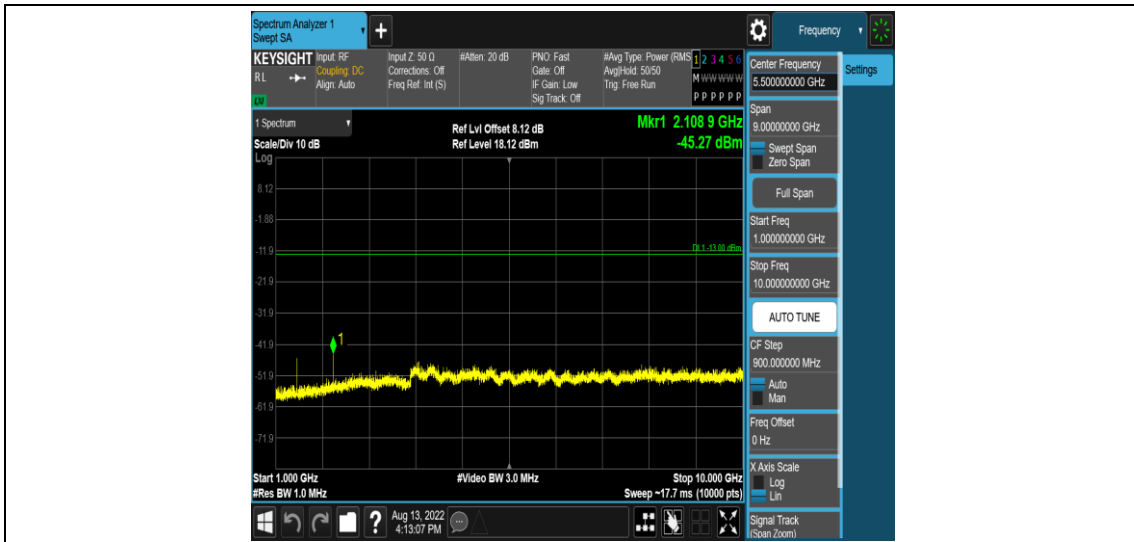 Spectrum Analyzer 1
Swept SA
+
Frequency
KEYSIGHT
RL
LXI
Input: RF
Coupling: DC
Align: Auto
Input Z: 50 Ω
Corrections: Off
Freq Ref: Int (S)
#Atten: 20 dB
PNO: Fast
Gate: Off
IF Gain: Low
Sig Track: Off
#Avg Type: Power (RMS
Avg|Hold: 50/50
Trig: Free Run
1 2 3 4 5 6
M W W W W W
P P P P P P
1 Spectrum
Scale/Div 10 dB
Log
Ref Lvl Offset 8.12 dB
Ref Level 18.12 dBm
Mkr1 2.108 9 GHz
-45.27 dBm
8.12
-1.88
-11.9
DL1 -13.00 dBm
-21.9
-31.9
-41.9
1
-51.9
-61.9
-71.9
Start 1.000 GHz
#Res BW 1.0 MHz
#Video BW 3.0 MHz
Stop 10.000 GHz
Sweep ~17.7 ms (10000 pts)
?
Aug 13, 2022
4:13:07 PM
Center Frequency
5.500000000 GHz
Settings
Span
9.00000000 GHz
Swept Span
Zero Span
Full Span
Start Freq
1.000000000 GHz
Stop Freq
10.000000000 GHz
AUTO TUNE
CF Step
900.000000 MHz
Auto
Man
Freq Offset
0 Hz
X Axis Scale
Log
Lin
Signal Track
(Span Zoom)